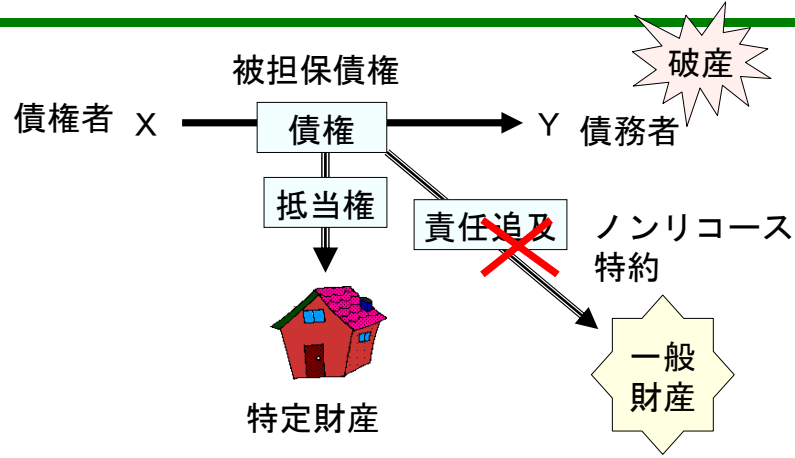 破産
被担保債権
債権者 X
債権
Y 債務者
抵当権
責任追及
ノンリコース
特約
一般
財産
特定財産